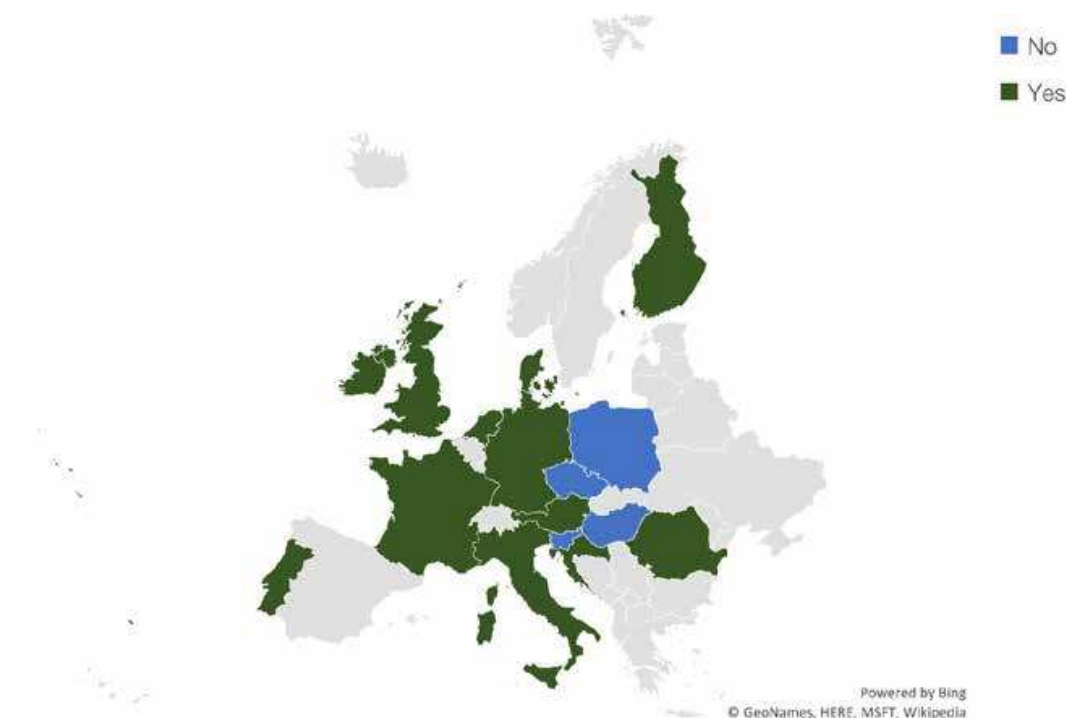 No
Yes
Powered by Bing
© GeoNames, HERE, MSFT, Wikipedia